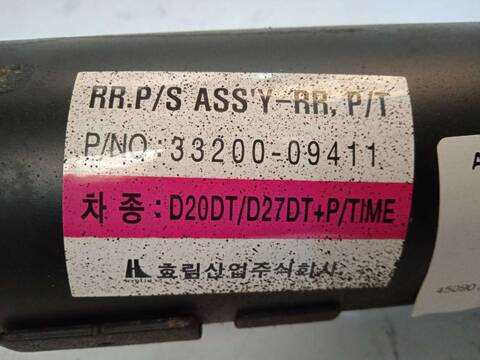 RR.P/S ASS'Y-RR, P/T
P/NO : 33200-09411
차 종 : D20DT/D27DT+P/TIME
효림산업주식회사
A
45090